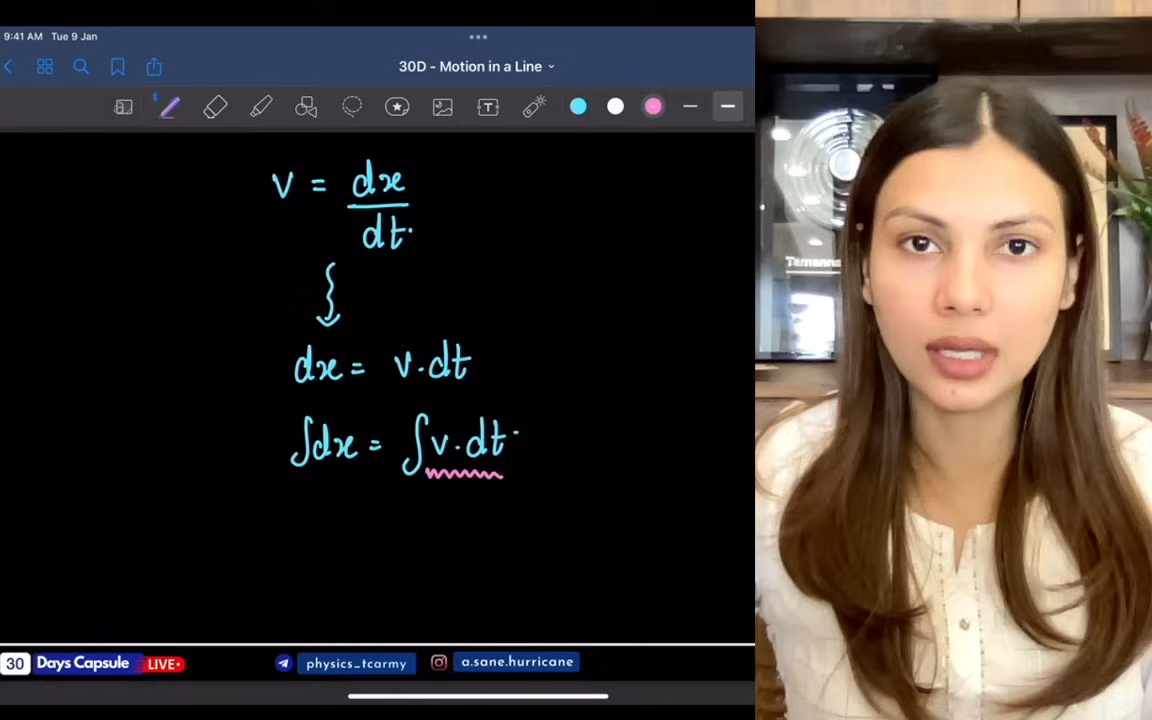 9:41 AM Tue 9 Jan
30D - Motion in a Line
v = dx/dt
dx = v.dt
∫dx = ∫v.dt
30 Days Capsule LIVE
physics_tcarmy
a.sane.hurricane